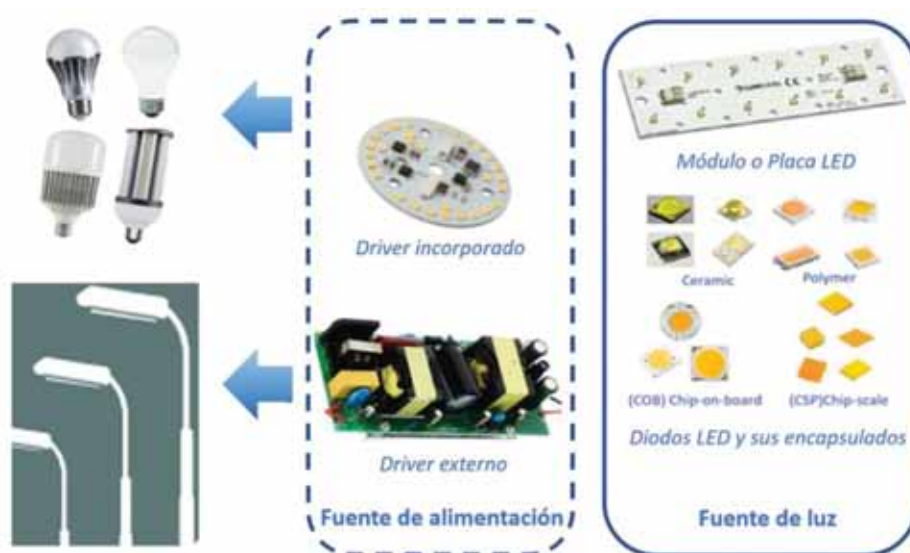 Módulo o Placa LED
Driver incorporado
Ceramic
Polymer
(COB) Chip-on-board
(CSP)Chip-scale
Diodos LED y sus encapsulados
Driver externo
Fuente de alimentación
Fuente de luz